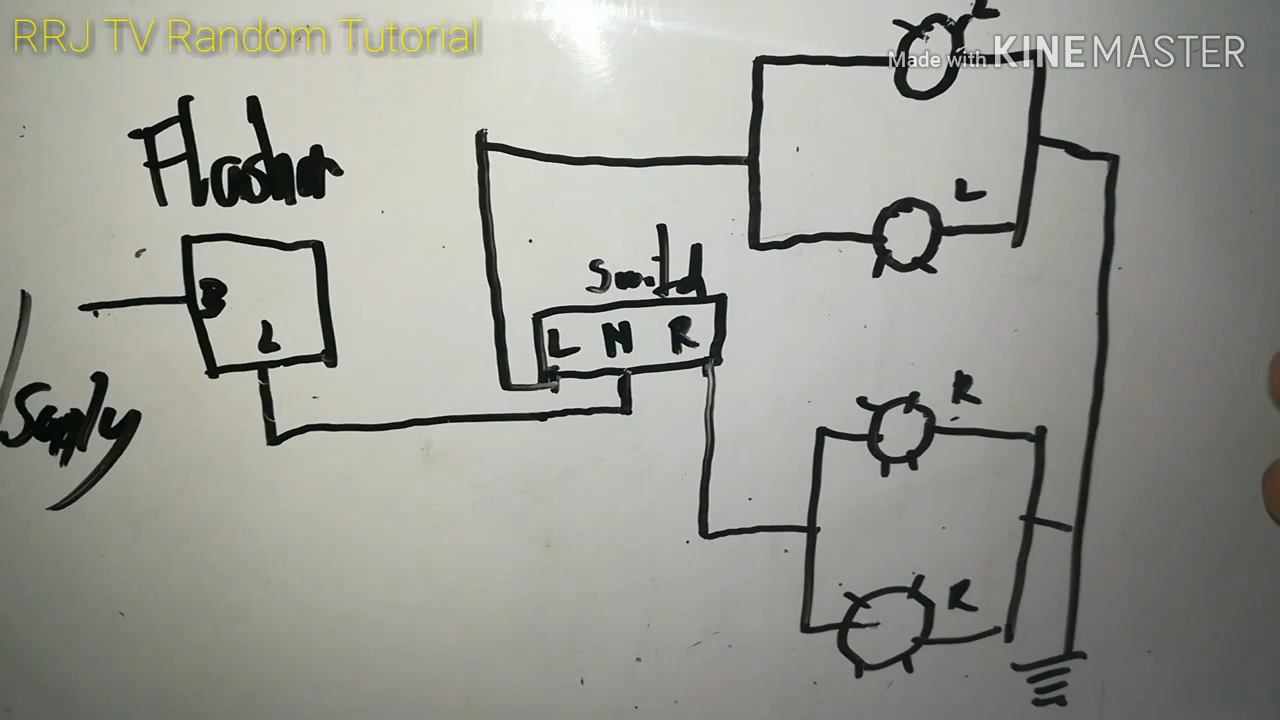 RRJ TV Random Tutorial
Made with KINEMASTER
L
Flasher
L
B
Switch
L
L N R
R
Supply
R